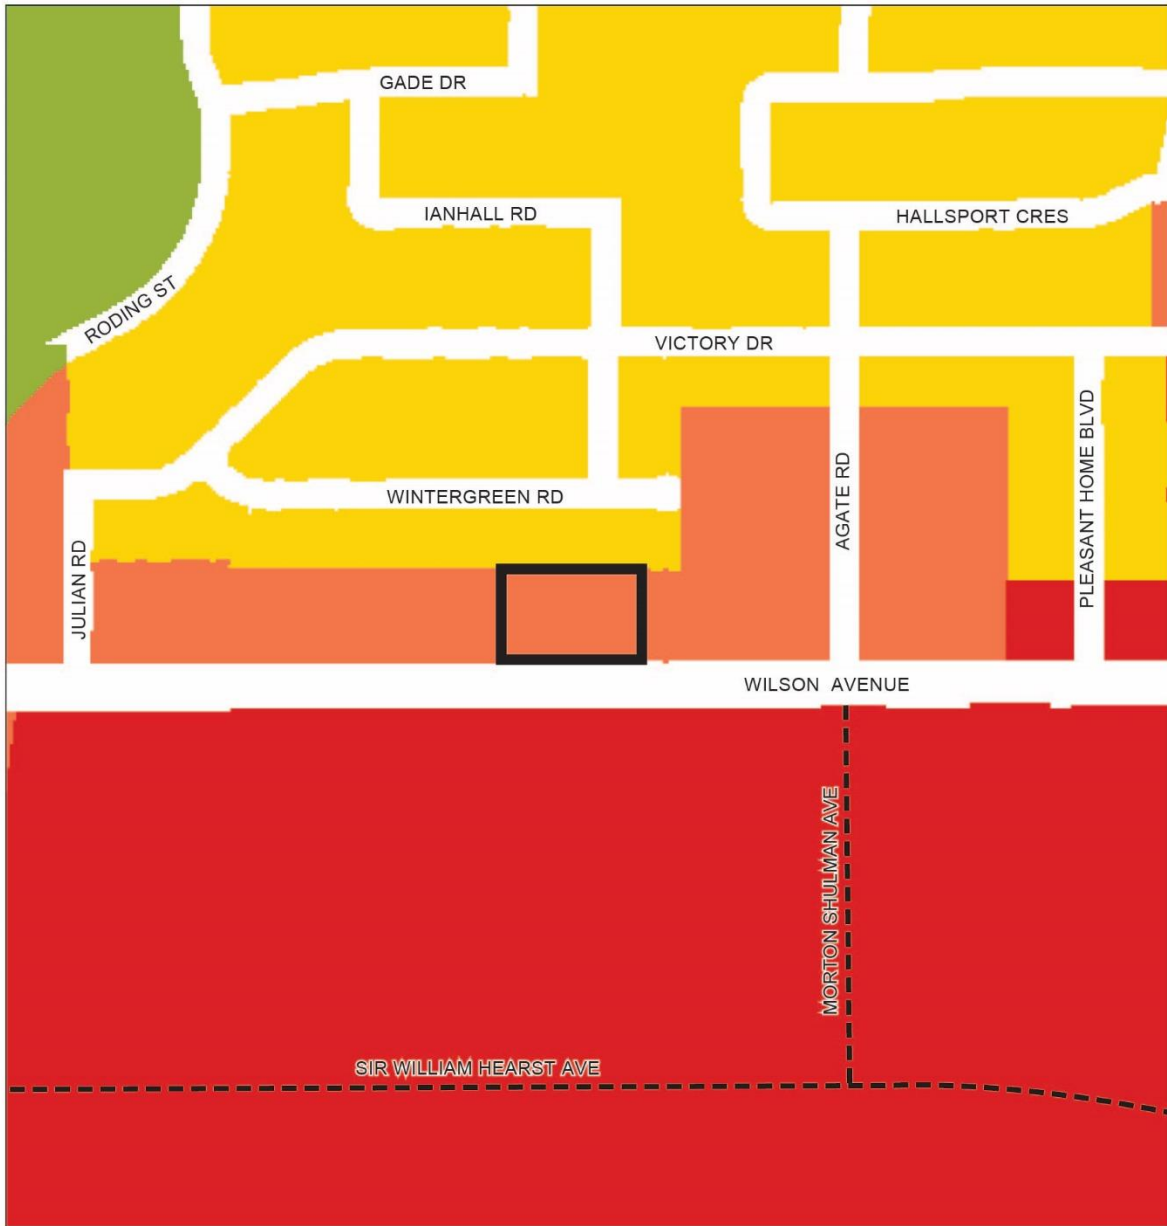 GADE DR
IANHALL RD
HALLSPORT CRES
RODING ST
VICTORY DR
WINTERGREEN RD
JULIAN RD
AGATE RD
PLEASANT HOME BLVD
WILSON AVENUE
MORTON SHULMAN AVE
SIR WILLIAM HEARST AVE